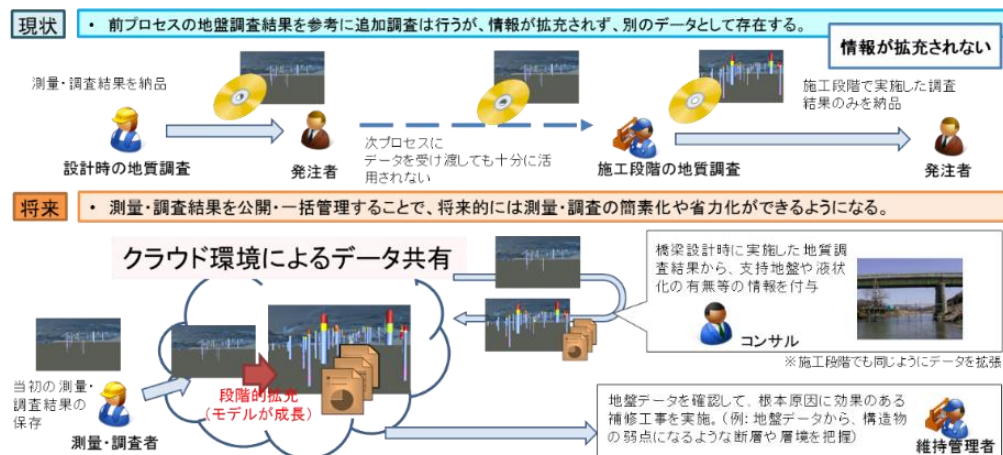 現状
・ 前プロセスの地盤調査結果を参考に追加調査は行うが、情報が拡充されず、別のデータとして存在する。
情報が拡充されない
測量・調査結果を納品
設計時の地質調査
発注者
次プロセスに
データを受け渡しても十分に活
用されない
施工段階の地質調査
施工段階で実施した調査
結果のみを納品
発注者
将来
・ 測量・調査結果を公開・一括管理することで、将来的には測量・調査の簡素化や省力化ができるようになる。
クラウド環境によるデータ共有
当初の測量・
調査結果の
保存
測量・調査者
段階的拡充
(モデルが成長)
橋梁設計時に実施した地質調
査結果から、支持地盤や液状
化の有無等の情報を付与
コンサル
※施工段階でも同じようにデータを拡張
地盤データを確認して、根本原因に効果のある
補修工事を実施。(例：地盤データから、構造物
の弱点になるような断層や層境を把握)
維持管理者